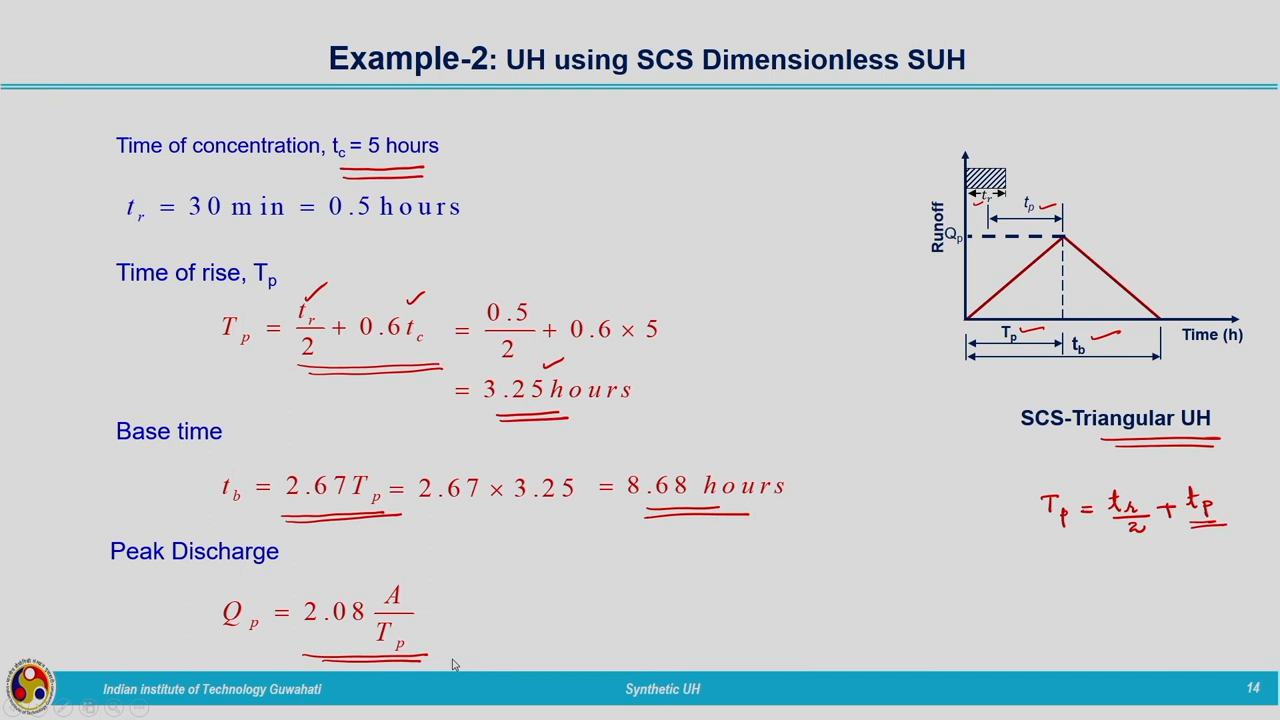 Example-2: UH using SCS Dimensionless SUH
Time of concentration, tc = 5 hours
tr = 30 min = 0.5 hours
Time of rise, Tp
Tp = tr/2 + 0.6tc = 0.5/2 + 0.6 × 5
= 3.25 hours
Base time
tb = 2.67Tp = 2.67 × 3.25 = 8.68 hours
Peak Discharge
Qp = 2.08 A/Tp
tr
tp
Runoff
Qp
Tp
tb
Time (h)
SCS-Triangular UH
Tp = tr/2 + tp
Indian institute of Technology Guwahati
Synthetic UH
14